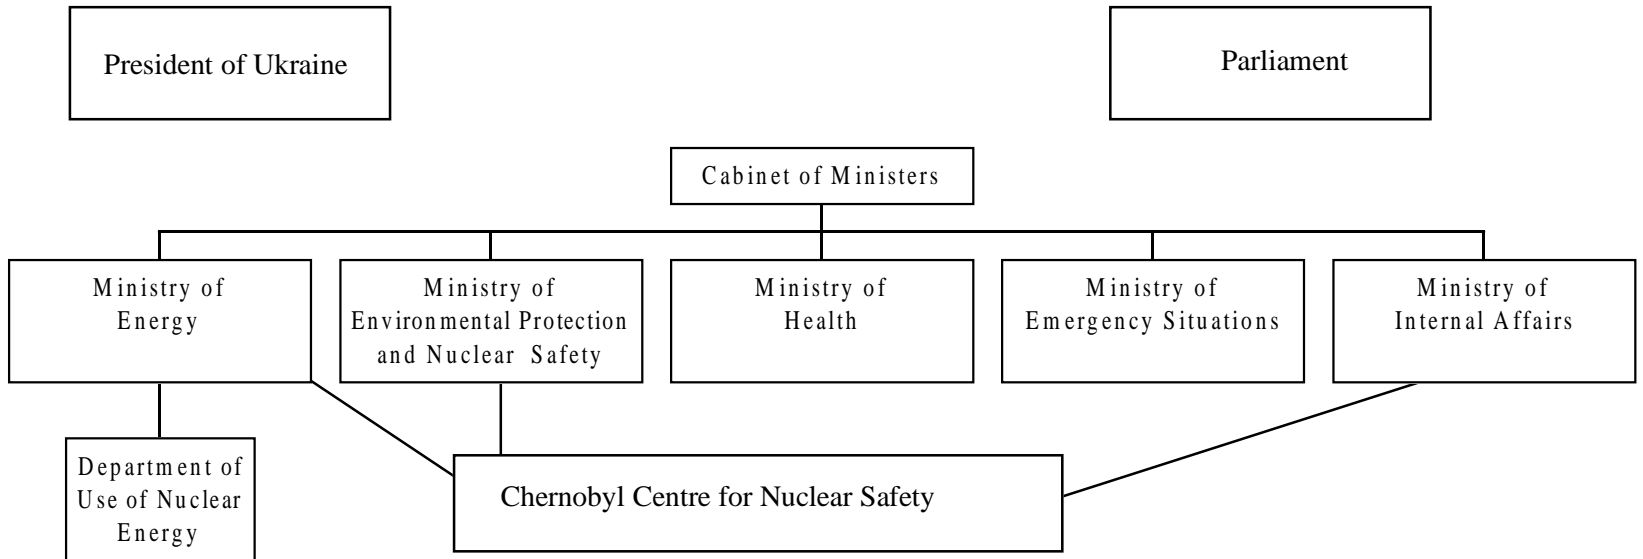 President of Ukraine
Parliament
Cabinet of Ministers
Ministry of
Energy
Ministry of
Environmental Protection
and Nuclear Safety
Ministry of
Health
Ministry of
Emergency Situations
Ministry of
Internal Affairs
Department of
Use of Nuclear
Energy
Chernobyl Centre for Nuclear Safety